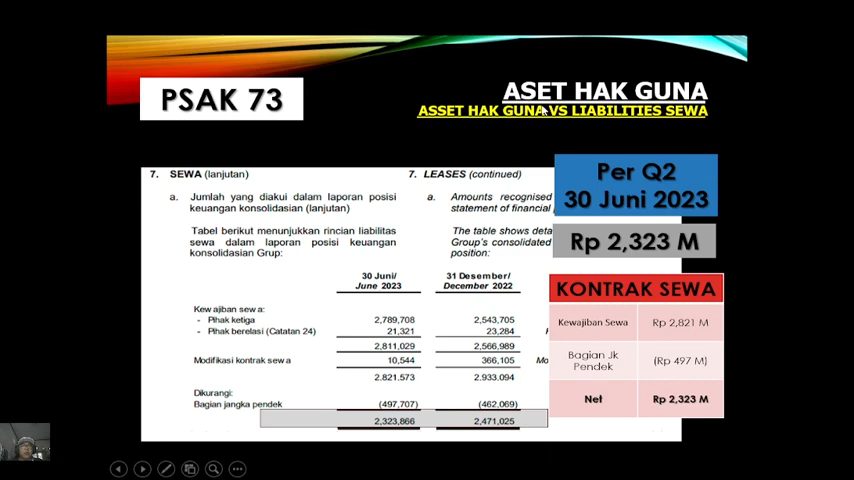 PSAK 73
ASET HAK GUNA
ASSET HAK GUNA VS LIABILITIES SEWA
7. SEWA (lanjutan)
7. LEASES (continued)
a. Jumlah yang diakui dalam laporan posisi
keuangan konsolidasian (lanjutan)
a. Amounts recognised
statement of financial
Tabel berikut menunjukkan rincian liabilitas
sewa dalam laporan posisi keuangan
konsolidasian Grup:
The table shows deta
Group's consolidated
position:
30 Juni/ 31 Desember/
June 2023 December 2022
Kewajiban sewa:
- Pihak ketiga 2,789,708 2,543,705
- Pihak berelasi (Catatan 24) 21,321 23,284
2,811,029 2,566,989
Modifikasi kontrak sewa 10,544 366,105 Mo
2.821.573 2.933.094
Dikurangi:
Bagian jangka pendek (497,707) (462,069)
2,323,866 2,471,025
Per Q2
30 Juni 2023
Rp 2,323 M
KONTRAK SEWA
Kewajiban Sewa Rp 2,821 M
Bagian Jk
Pendek (Rp 497 M)
Net Rp 2,323 M